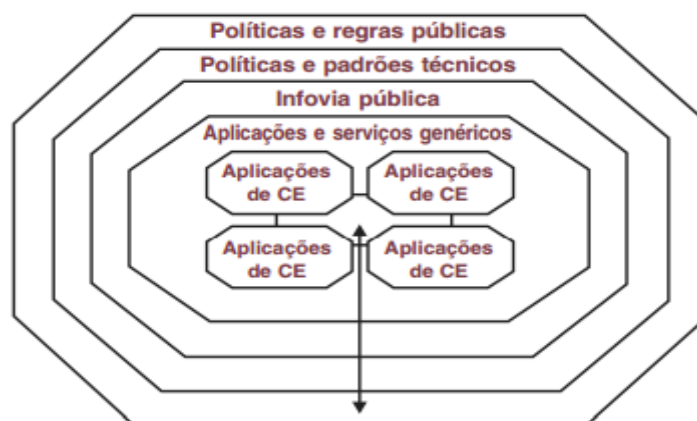 Políticas e regras públicas
Políticas e padrões técnicos
Infovia pública
Aplicações e serviços genéricos
Aplicações
de CE
Aplicações
de CE
Aplicações
de CE
Aplicações
de CE